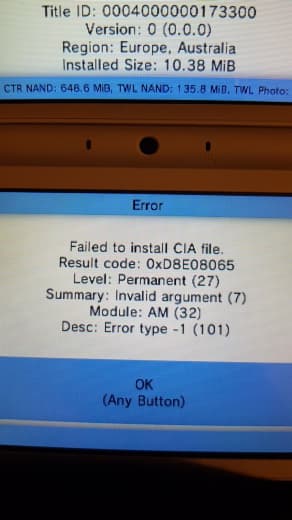 Title ID: 0004000000173300
Version: 0 (0.0.0)
Region: Europe, Australia
Installed Size: 10.38 MiB
CTR NAND: 646.6 MiB, TWL NAND: 135.8 MiB, TWL Photo:
Error
Failed to install CIA file.
Result code: 0xD8E08065
Level: Permanent (27)
Summary: Invalid argument (7)
Module: AM (32)
Desc: Error type -1 (101)
OK
(Any Button)